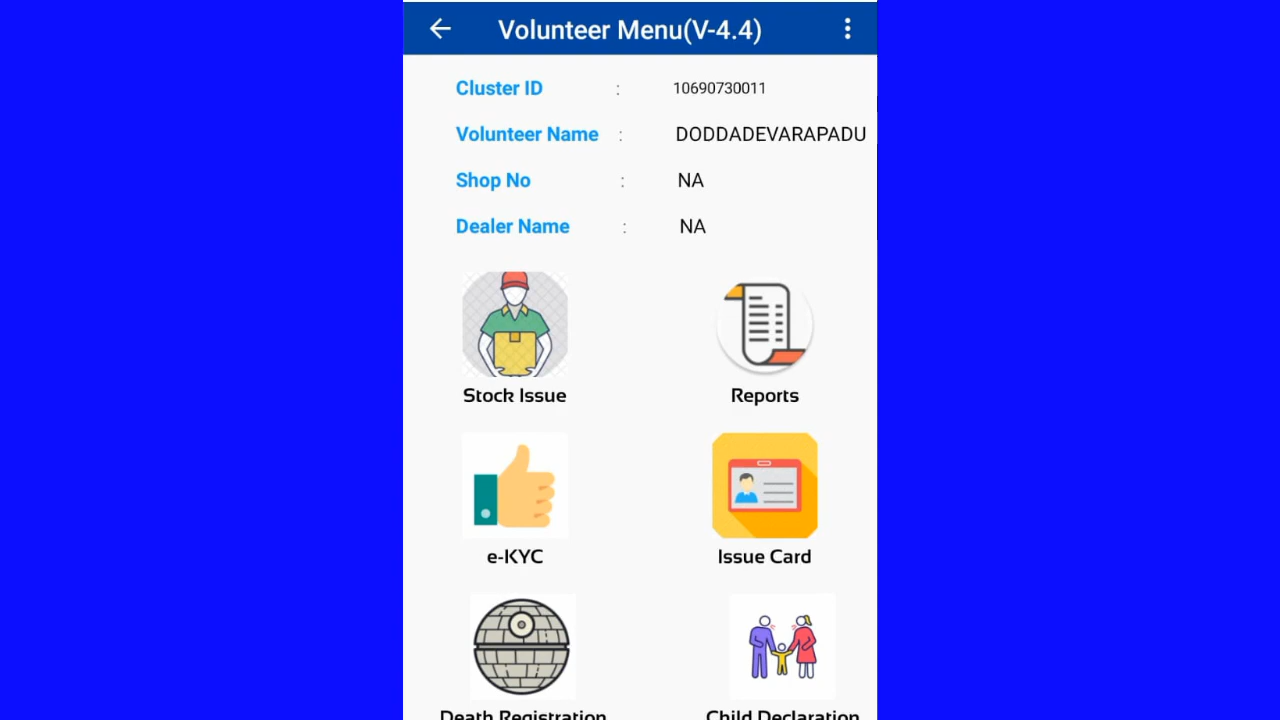 Volunteer Menu(V-4.4)
Cluster ID : 10690730011
Volunteer Name : DODDADEVARAPADU
Shop No : NA
Dealer Name : NA
Stock Issue Reports
e-KYC Issue Card
Death Registration Child Declaration